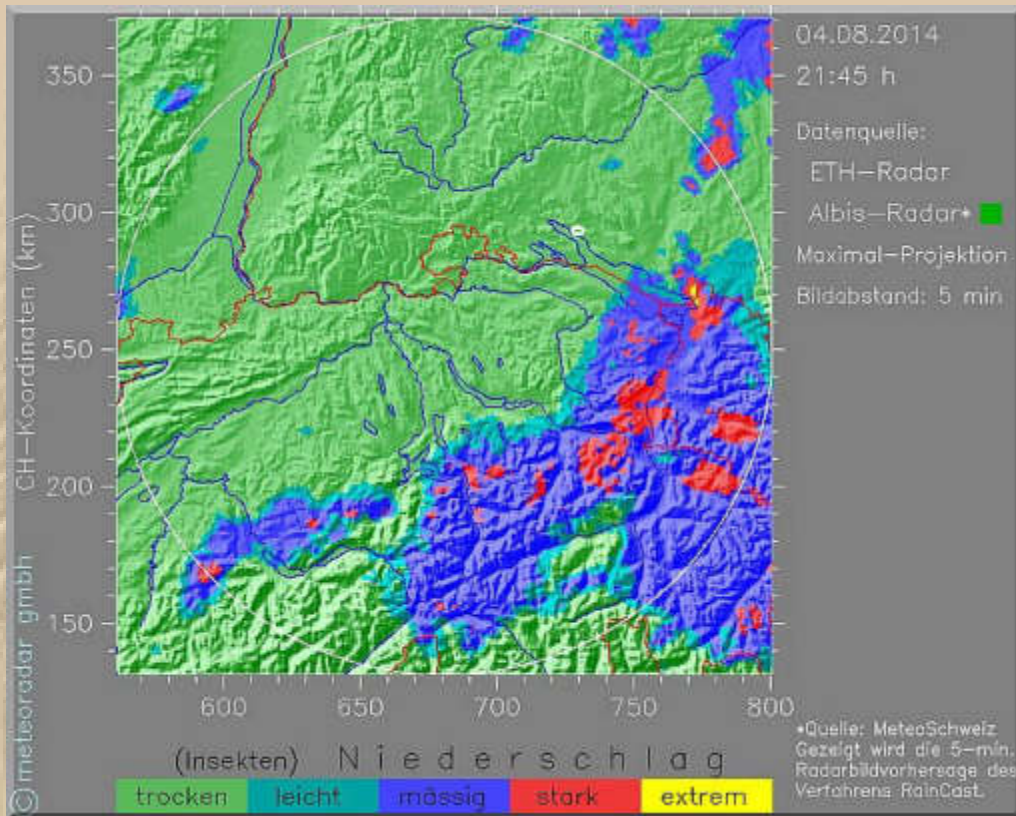 04.08.2014
21:45 h
Datenquelle:
ETH-Radar
Albis-Radar*
Maximal-Projektion
Bildabstand: 5 min
CH-Koordinaten (km)
350
300
250
200
150
600
650
700
750
800
© meteoradar gmbh
(Insekten) Niederschlag
trocken leicht mässig stark extrem
*Quelle: MeteoSchweiz
Gezeigt wird die 5-min.
Radarbildvorhersage des
Verfahrens RainCast.